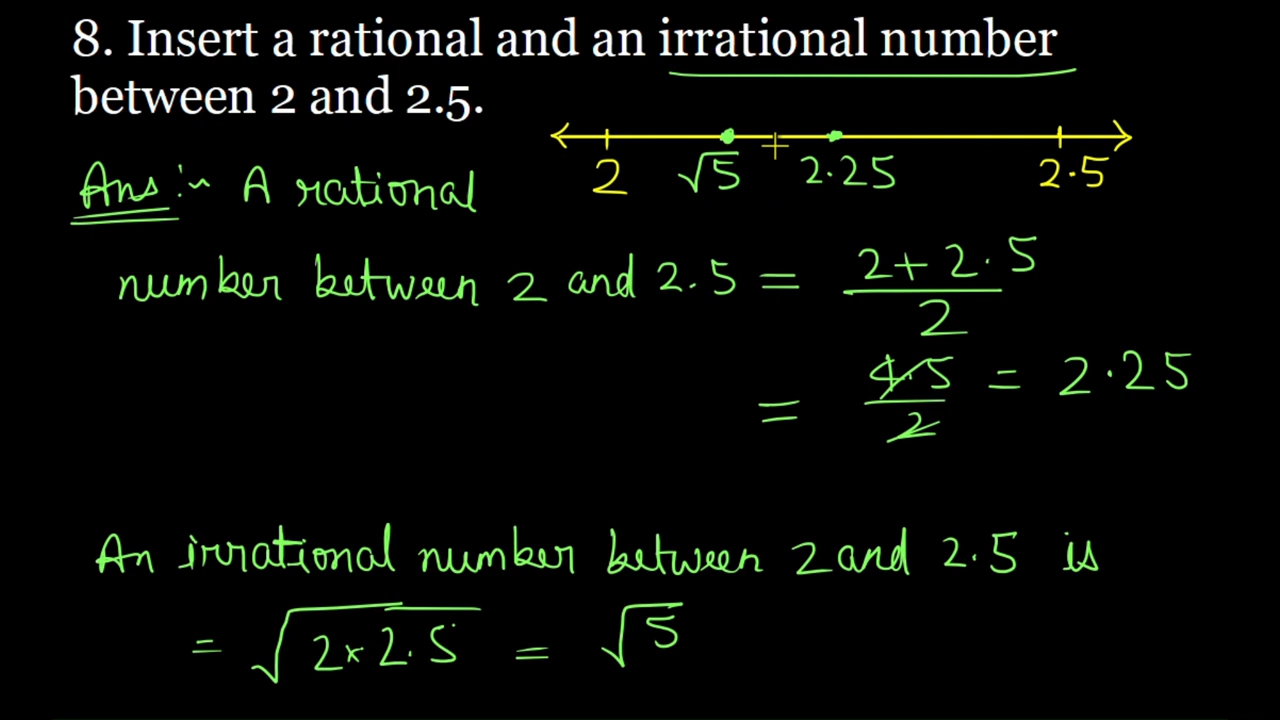 8. Insert a rational and an irrational number
between 2 and 2.5.
2 √5 2.25 2.5
Ans :~ A rational
number between 2 and 2.5 = (2+2.5)/2
= 4.5/2 = 2.25
An irrational number between 2 and 2.5 is
= √(2×2.5) = √5